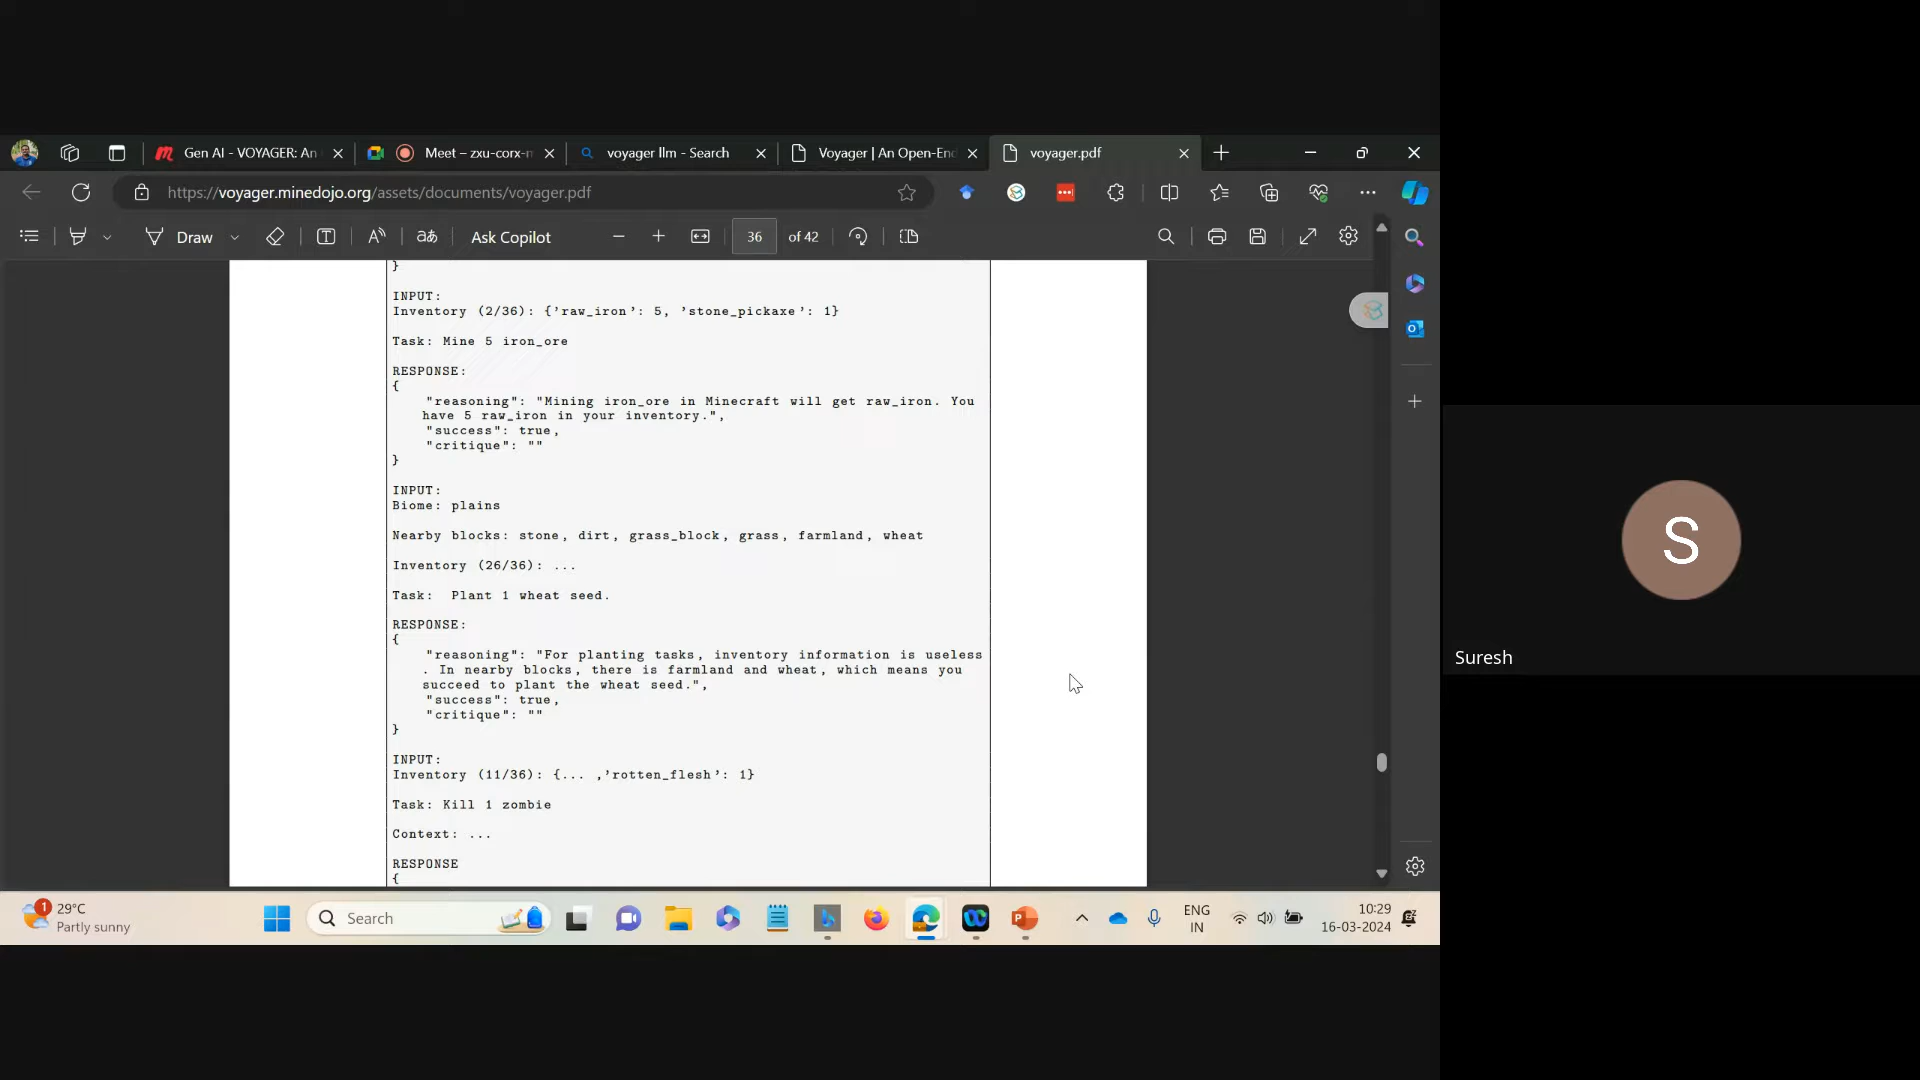 Gen AI - VOYAGER: An
Meet – zxu-corx-m
voyager llm - Search
Voyager | An Open-End
voyager.pdf
https://voyager.minedojo.org/assets/documents/voyager.pdf
Draw
Ask Copilot
36
of 42
}
INPUT:
Inventory (2/36): {'raw_iron': 5, 'stone_pickaxe': 1}
Task: Mine 5 iron_ore
RESPONSE:
{
"reasoning": "Mining iron_ore in Minecraft will get raw_iron. You
have 5 raw_iron in your inventory.",
"success": true,
"critique": ""
}
INPUT:
Biome: plains
Nearby blocks: stone, dirt, grass_block, grass, farmland, wheat
Inventory (26/36): ...
Task:  Plant 1 wheat seed.
RESPONSE:
{
"reasoning": "For planting tasks, inventory information is useless
. In nearby blocks, there is farmland and wheat, which means you
succeed to plant the wheat seed.",
"success": true,
"critique": ""
}
INPUT:
Inventory (11/36): {... ,'rotten_flesh': 1}
Task: Kill 1 zombie
Context: ...
RESPONSE
{
S
Suresh
1
29°C
Partly sunny
Search
ENG
IN
10:29
16-03-2024